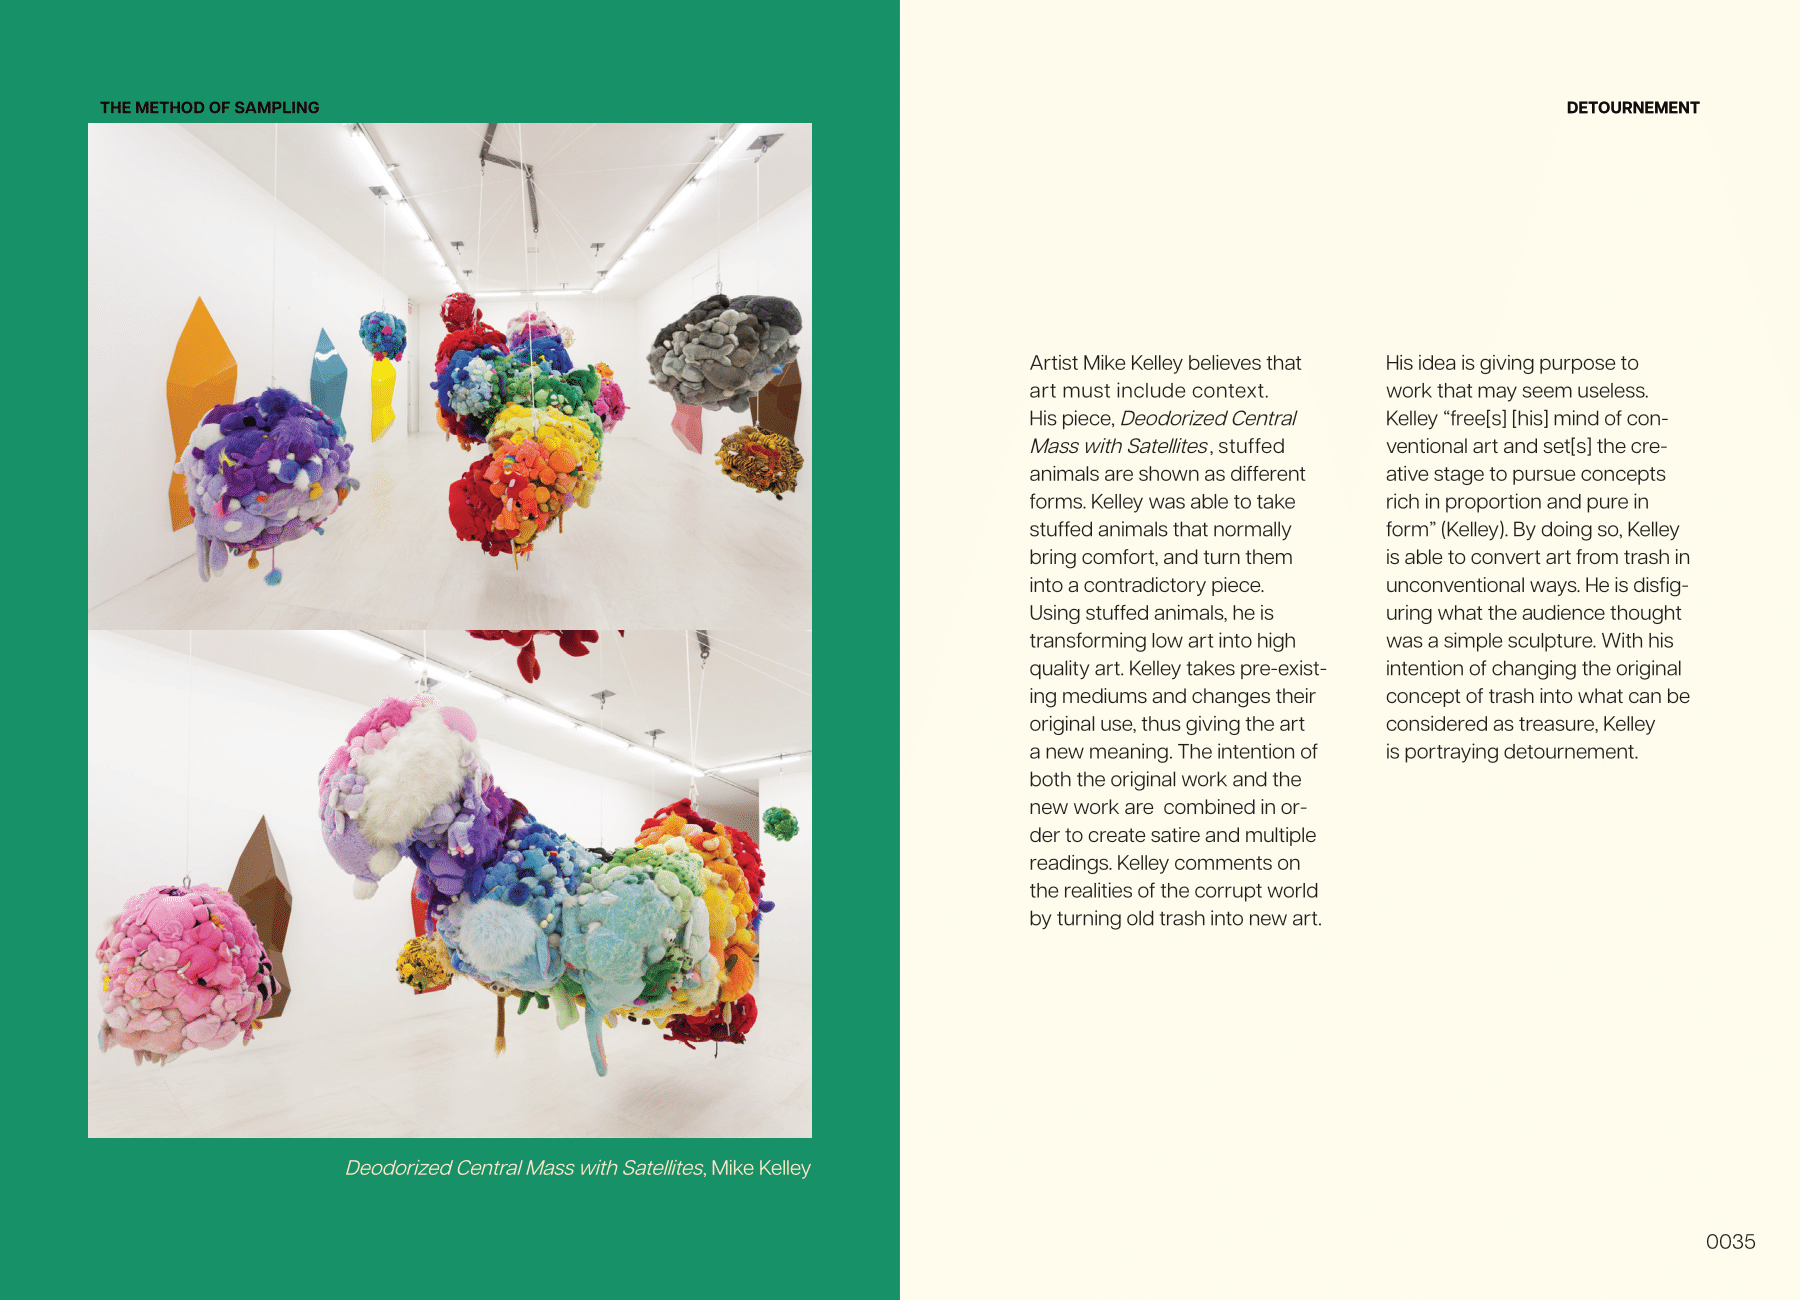 THE METHOD OF SAMPLING
Deodorized Central Mass with Satellites, Mike Kelley
DETOURNEMENT
Artist Mike Kelley believes that
art must include context.
His piece, Deodorized Central
Mass with Satellites, stuffed
animals are shown as different
forms. Kelley was able to take
stuffed animals that normally
bring comfort, and turn them
into a contradictory piece.
Using stuffed animals, he is
transforming low art into high
quality art. Kelley takes pre-exist-
ing mediums and changes their
original use, thus giving the art
a new meaning. The intention of
both the original work and the
new work are  combined in or-
der to create satire and multiple
readings. Kelley comments on
the realities of the corrupt world
by turning old trash into new art.
His idea is giving purpose to
work that may seem useless.
Kelley “free[s] [his] mind of con-
ventional art and set[s] the cre-
ative stage to pursue concepts
rich in proportion and pure in
form” (Kelley). By doing so, Kelley
is able to convert art from trash in
unconventional ways. He is disfig-
uring what the audience thought
was a simple sculpture. With his
intention of changing the original
concept of trash into what can be
considered as treasure, Kelley
is portraying detournement.
0035